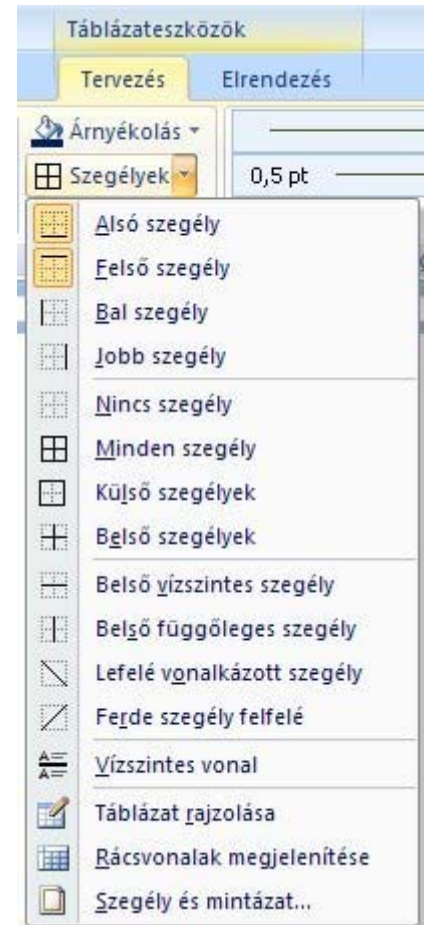 Táblázateszközök
Tervezés Elrendezés
Árnyékolás
Szegélyek 0,5 pt
Alsó szegély
Felső szegély
Bal szegély
Jobb szegély
Nincs szegély
Minden szegély
Külső szegélyek
Belső szegélyek
Belső vízszintes szegély
Belső függőleges szegély
Lefelé vonalkázott szegély
Ferde szegély felfelé
Vízszintes vonal
Táblázat rajzolása
Rácsvonalak megjelenítése
Szegély és mintázat...